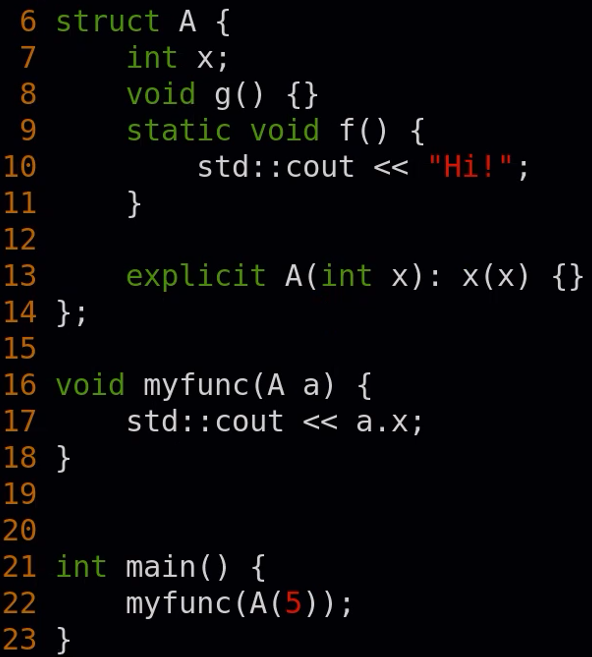 6 struct A {
7     int x;
8     void g() {}
9     static void f() {
10         std::cout << "Hi!";
11     }
12
13     explicit A(int x): x(x) {}
14 };
15
16 void myfunc(A a) {
17     std::cout << a.x;
18 }
19
20
21 int main() {
22     myfunc(A(5));
23 }